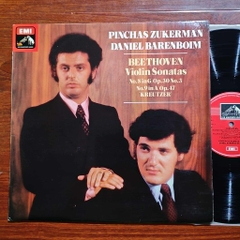 EMI
PINCHAS ZUKERMAN
DANIEL BARENBOIM
BEETHOVEN
Violin Sonatas
No.8 in G Op.30 No.3
No.9 in A Op.47
KREUTZER
EMI